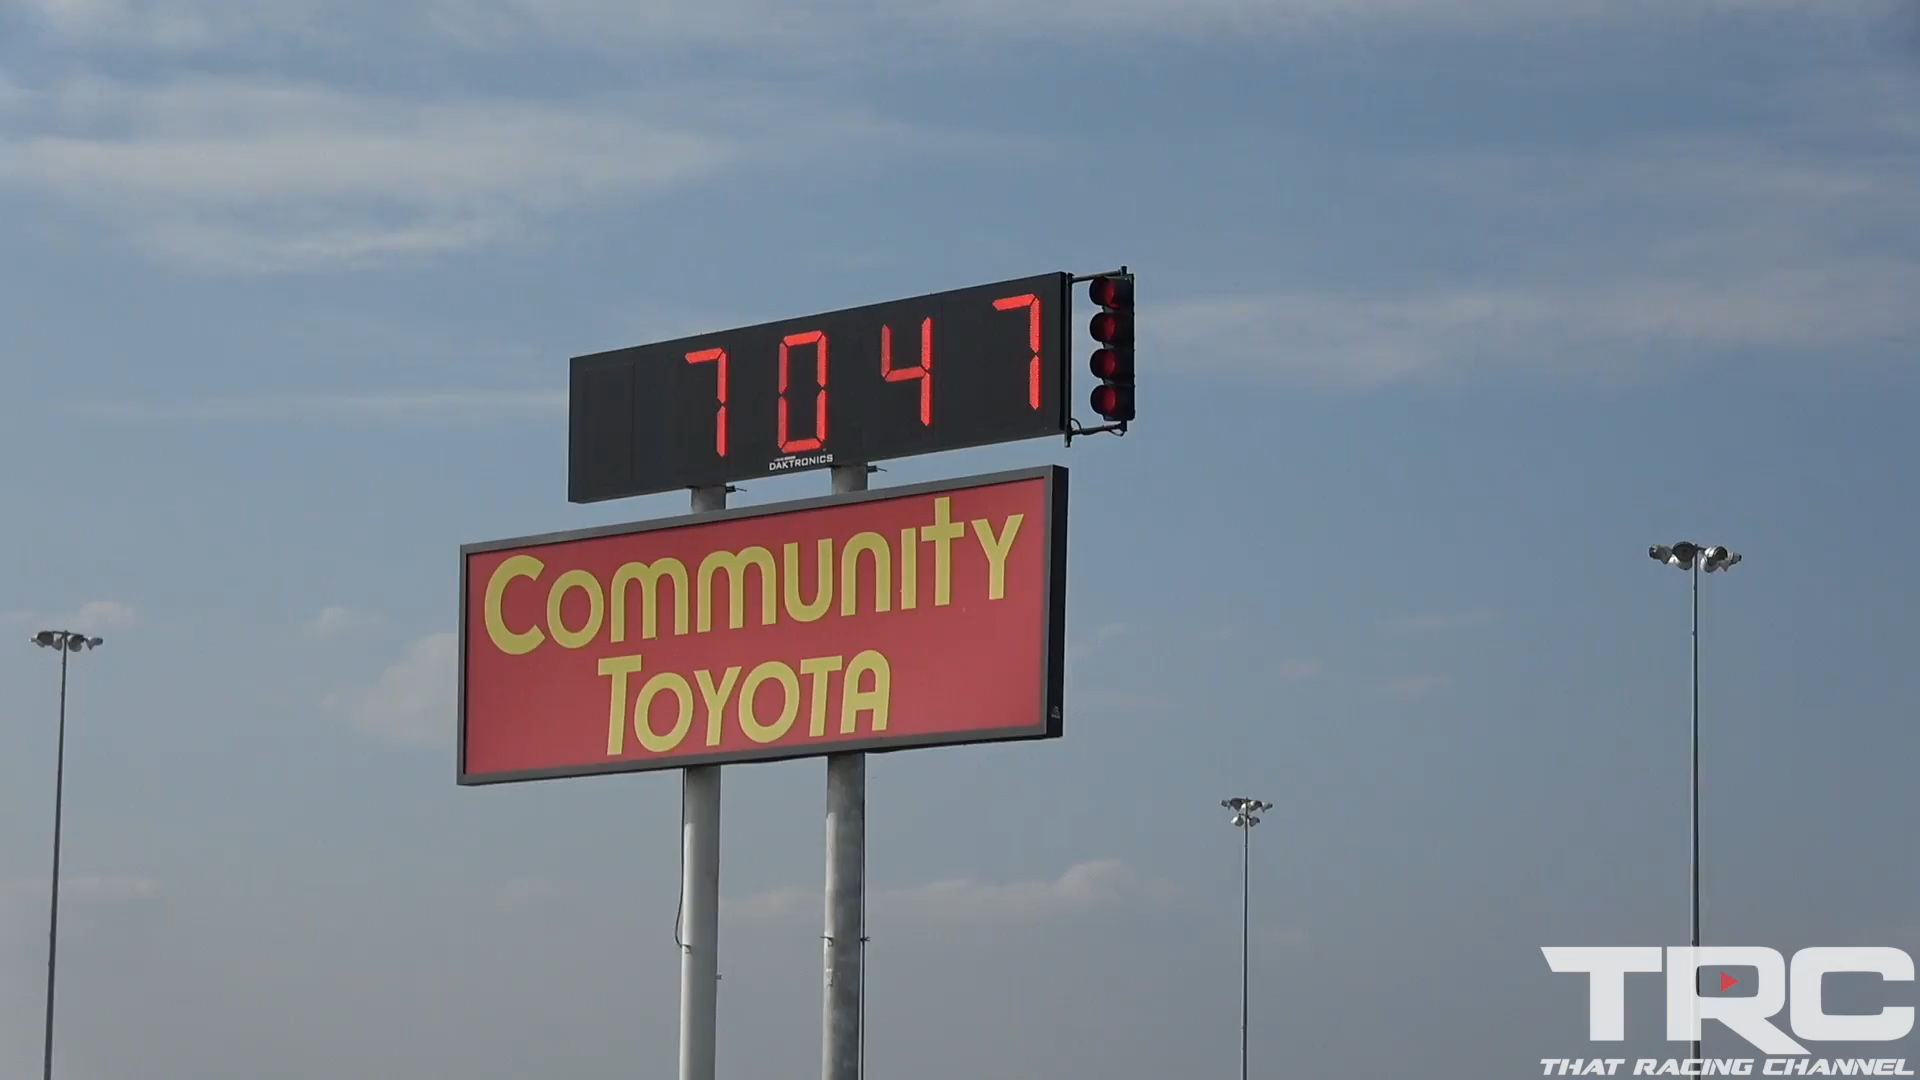 7047
DAKTRONICS
Community
Toyota
TRC
THAT RACING CHANNEL